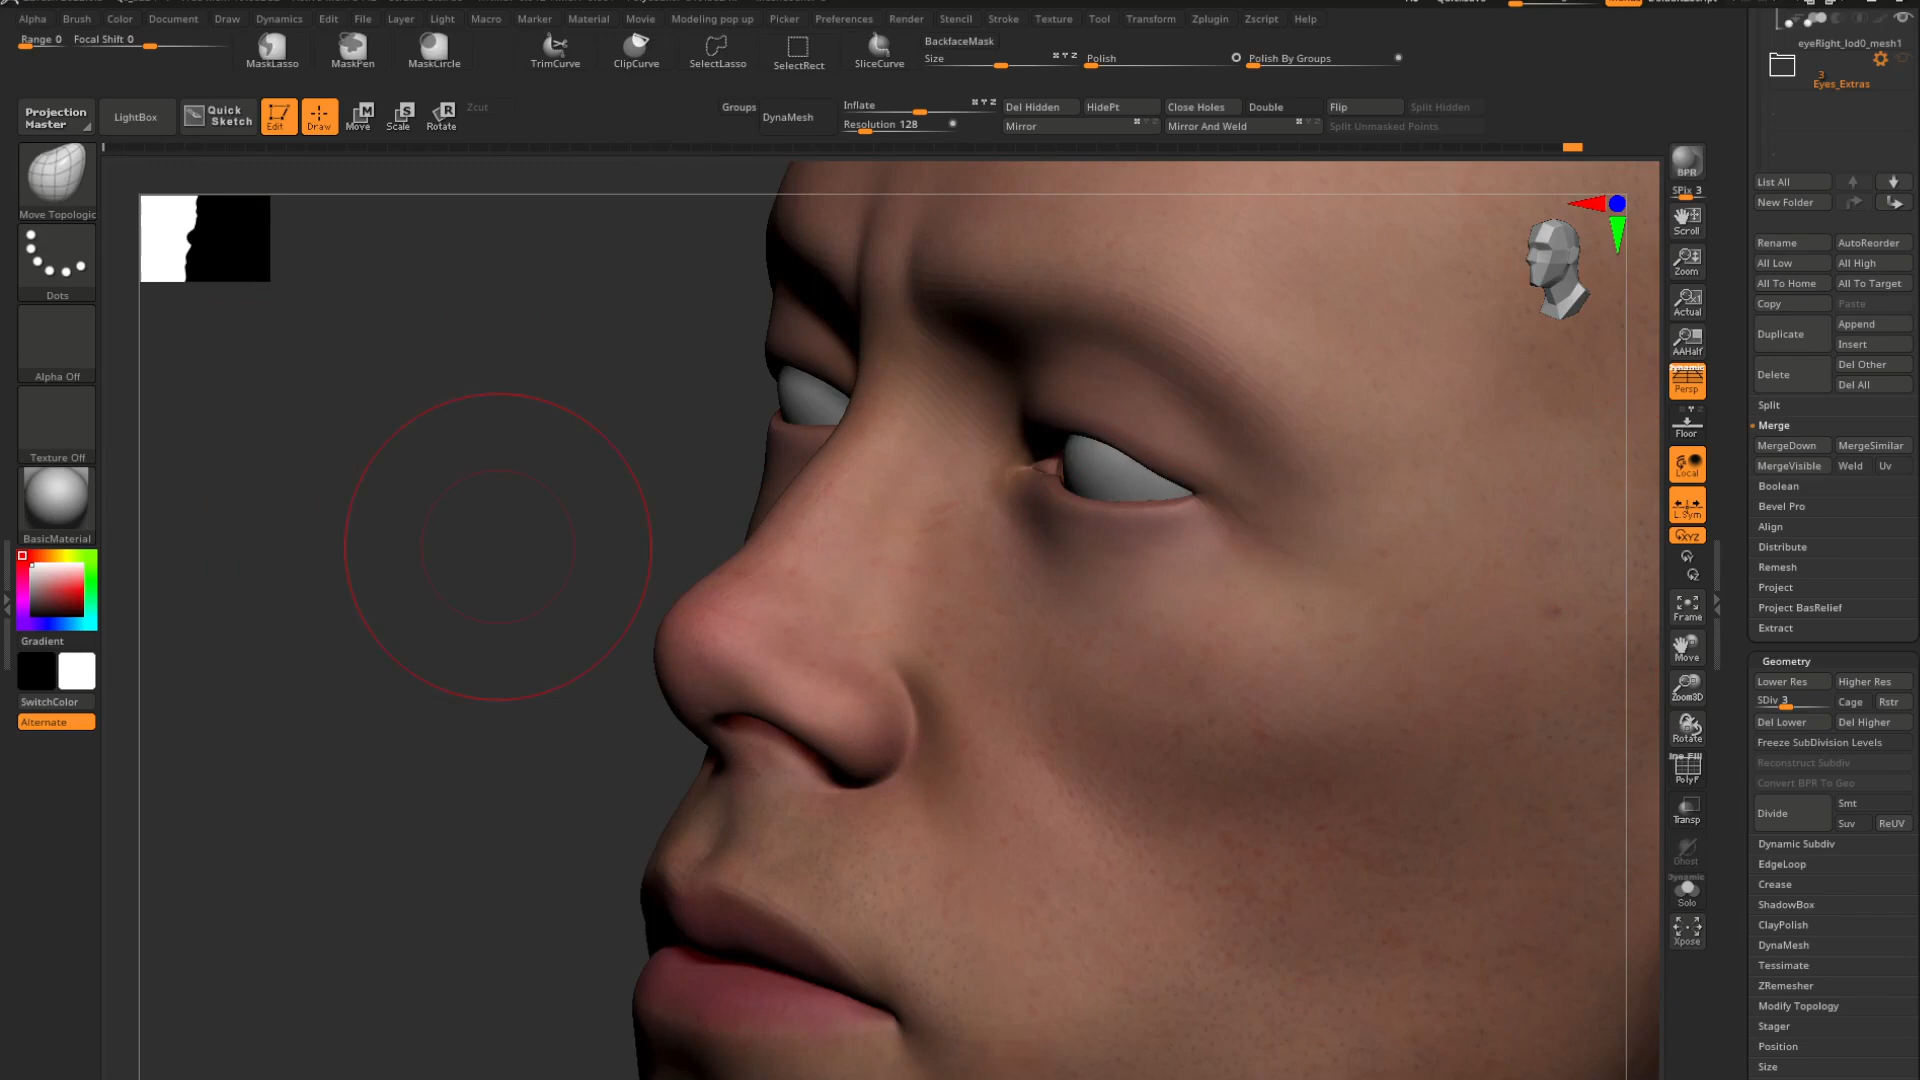 Alpha Brush Color Document Draw Dynamics Edit File Layer Light Macro Marker Material Movie Modeling pop up Picker Preferences Render Stencil Stroke Texture Tool Transform Zplugin Zscript Help
Range 0 Focal Shift 0
MaskLasso MaskPen MaskCircle TrimCurve ClipCurve SelectLasso SelectRect SliceCurve
BackfaceMask
Size Polish Polish By Groups
Projection Master
LightBox
Quick Sketch
Edit Draw Move Scale Rotate
Zcut
Groups
DynaMesh
Inflate
Resolution 128
Del Hidden HidePt Close Holes Double Flip Split Hidden
Mirror Mirror And Weld Split Unmasked Points
Move Topologic
Dots
Alpha Off
Texture Off
BasicMaterial
Gradient
SwitchColor
Alternate
BPR
SPix 3
Scroll
Zoom
Actual
AAHalf
Dynamic
Persp
Floor
Local
L.Sym
XYZ
Frame
Move
Zoom3D
Rotate
PolyF
Transp
Ghost
Dynamic
Solo
Xpose
eyeRight_lod0_mesh1
3
Eyes_Extras
List All
New Folder
Rename AutoReorder
All Low All High
All To Home All To Target
Copy Paste
Duplicate Append
Insert
Delete Del Other
Del All
Split
Merge
MergeDown MergeSimilar
MergeVisible Weld Uv
Boolean
Bevel Pro
Align
Distribute
Remesh
Project
Project BasRelief
Extract
Geometry
Lower Res Higher Res
SDiv 3 Cage Rstr
Del Lower Del Higher
Freeze SubDivision Levels
Reconstruct Subdiv
Convert BPR To Geo
Divide Smt
Suv ReUV
Dynamic Subdiv
EdgeLoop
Crease
ShadowBox
ClayPolish
DynaMesh
Tessimate
ZRemesher
Modify Topology
Stager
Position
Size